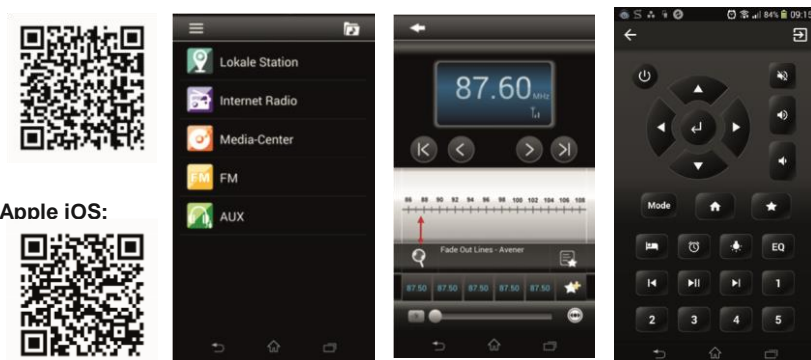 Apple iOS:
Lokale Station
Internet Radio
Media-Center
FM
FM
AUX
87.60 MHz
86 88 90 92 94 96 98 100 102 104 106 108
Fade Out Lines - Avener
87.50 87.50 87.50 87.50 87.50
84% 09:15
Mode
EQ
1
2 3 4 5